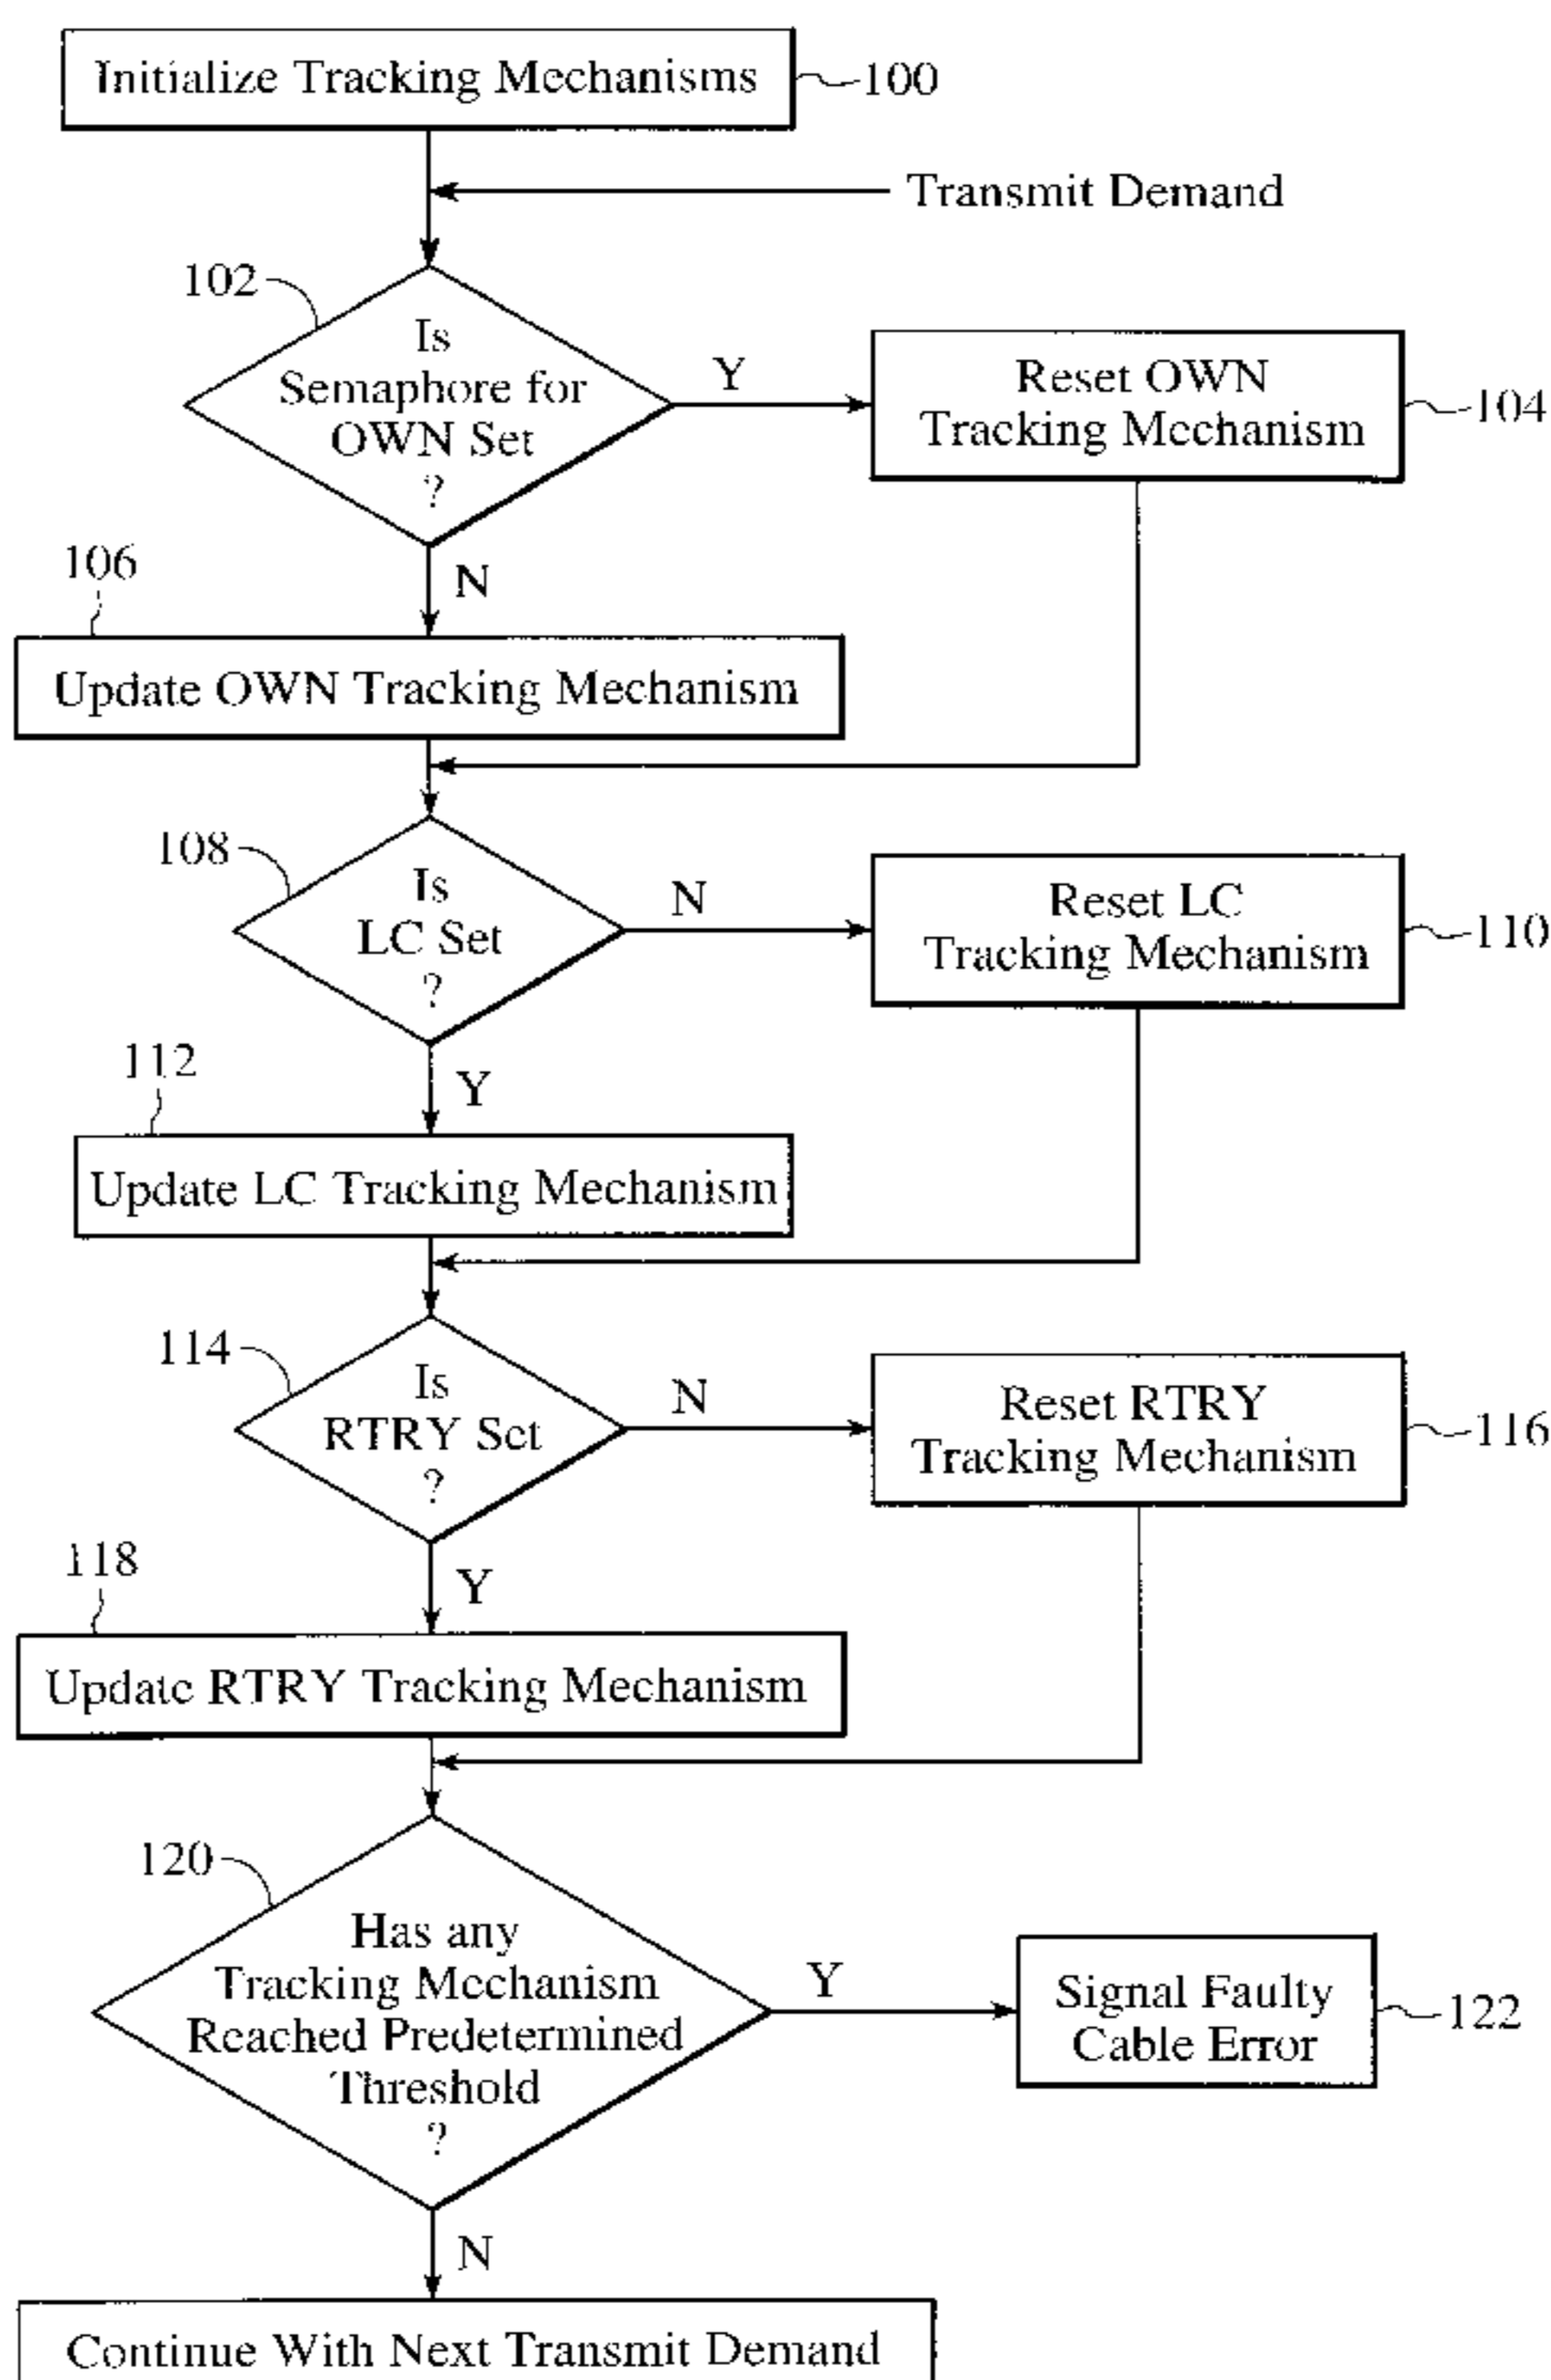 Initialize Tracking Mechanisms
100
Transmit Demand
102
Is
Semaphore for
OWN Set
?
Y
Reset OWN
Tracking Mechanism
104
N
106
Update OWN Tracking Mechanism
108
Is
LC Set
?
N
Reset LC
Tracking Mechanism
110
Y
112
Update LC Tracking Mechanism
114
Is
RTRY Set
?
N
Reset RTRY
Tracking Mechanism
116
Y
118
Update RTRY Tracking Mechanism
120
Has any
Tracking Mechanism
Reached Predetermined
Threshold
?
Y
Signal Faulty
Cable Error
122
N
Continue With Next Transmit Demand